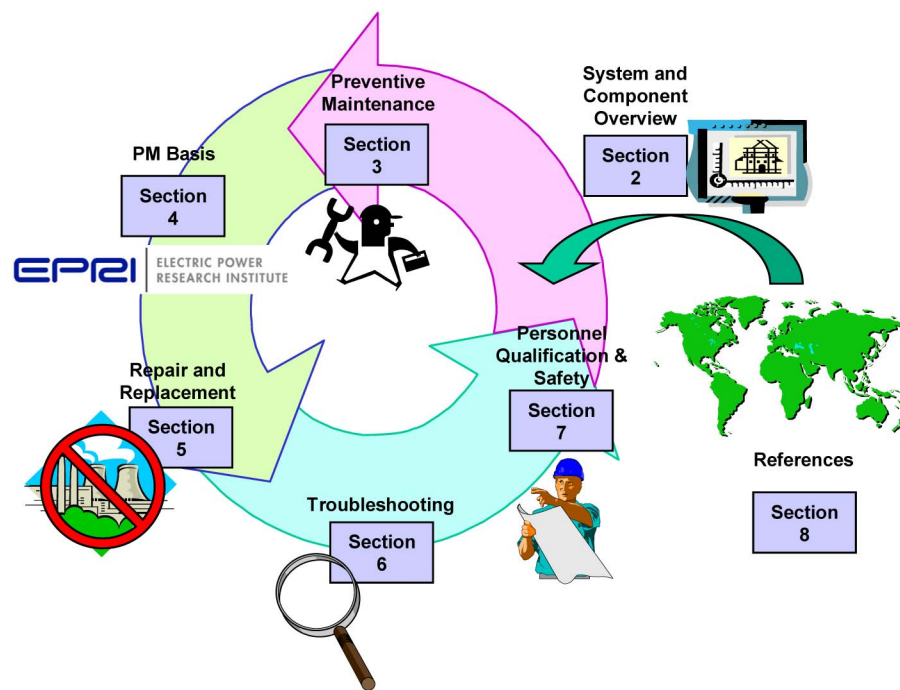 Preventive
Maintenance
Section
3
System and
Component
Overview
Section
2
PM Basis
Section
4
EPRI
ELECTRIC POWER
RESEARCH INSTITUTE
Personnel
Qualification &
Safety
Section
7
Repair and
Replacement
Section
5
Troubleshooting
Section
6
References
Section
8